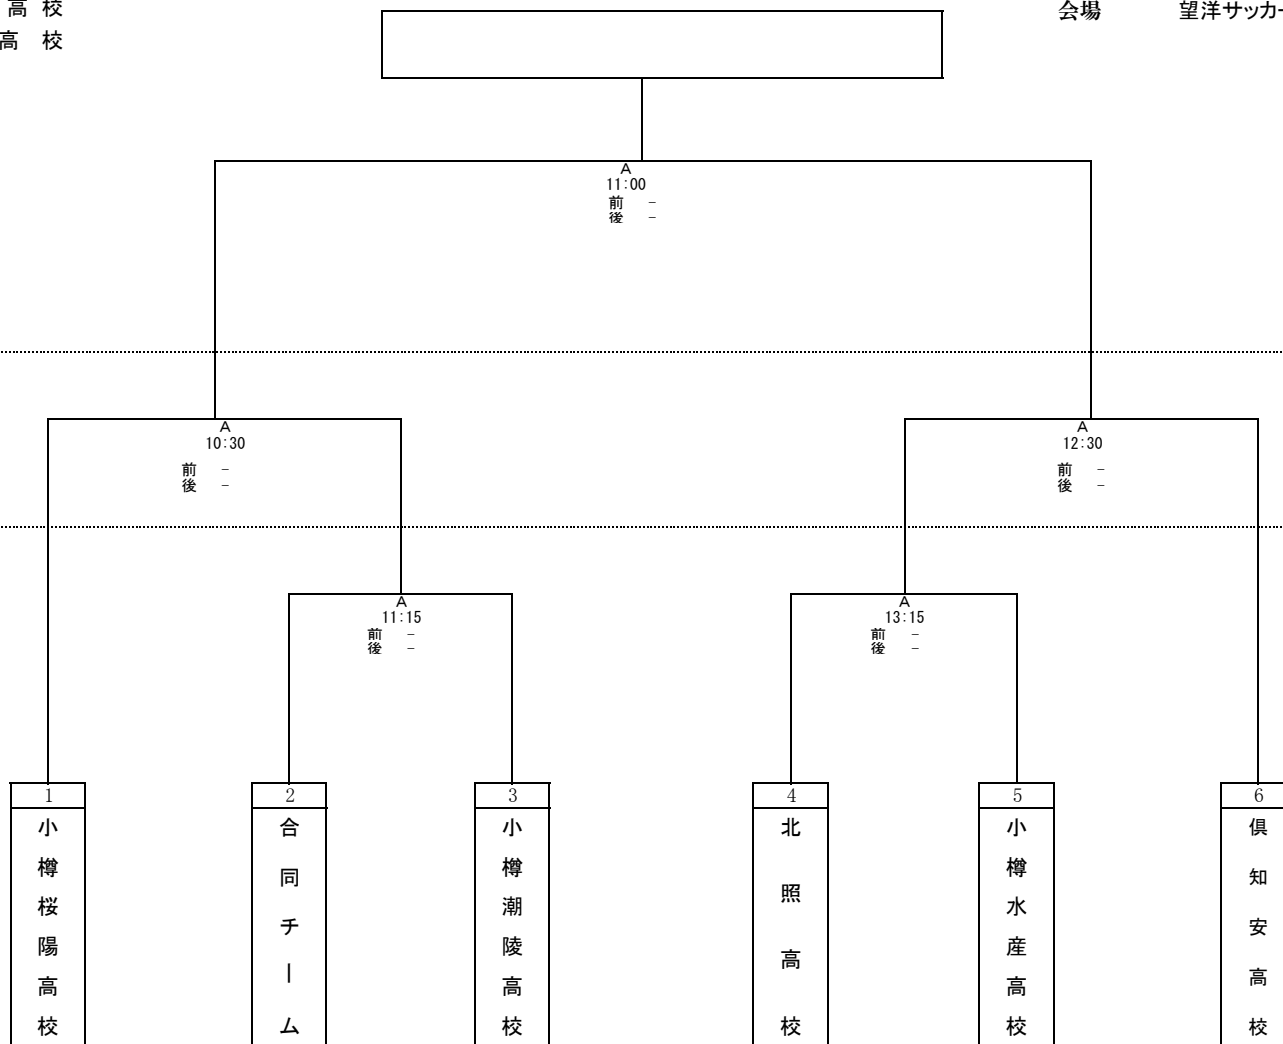 高校
高校
会場 望洋サッカー
A
11:00
前 -
後 -
A
10:30
前 -
後 -
A
12:30
前 -
後 -
A
11:15
前 -
後 -
A
13:15
前 -
後 -
1
小樽桜陽高校
2
合同チーム
3
小樽潮陵高校
4
北照高校
5
小樽水産高校
6
倶知安高校